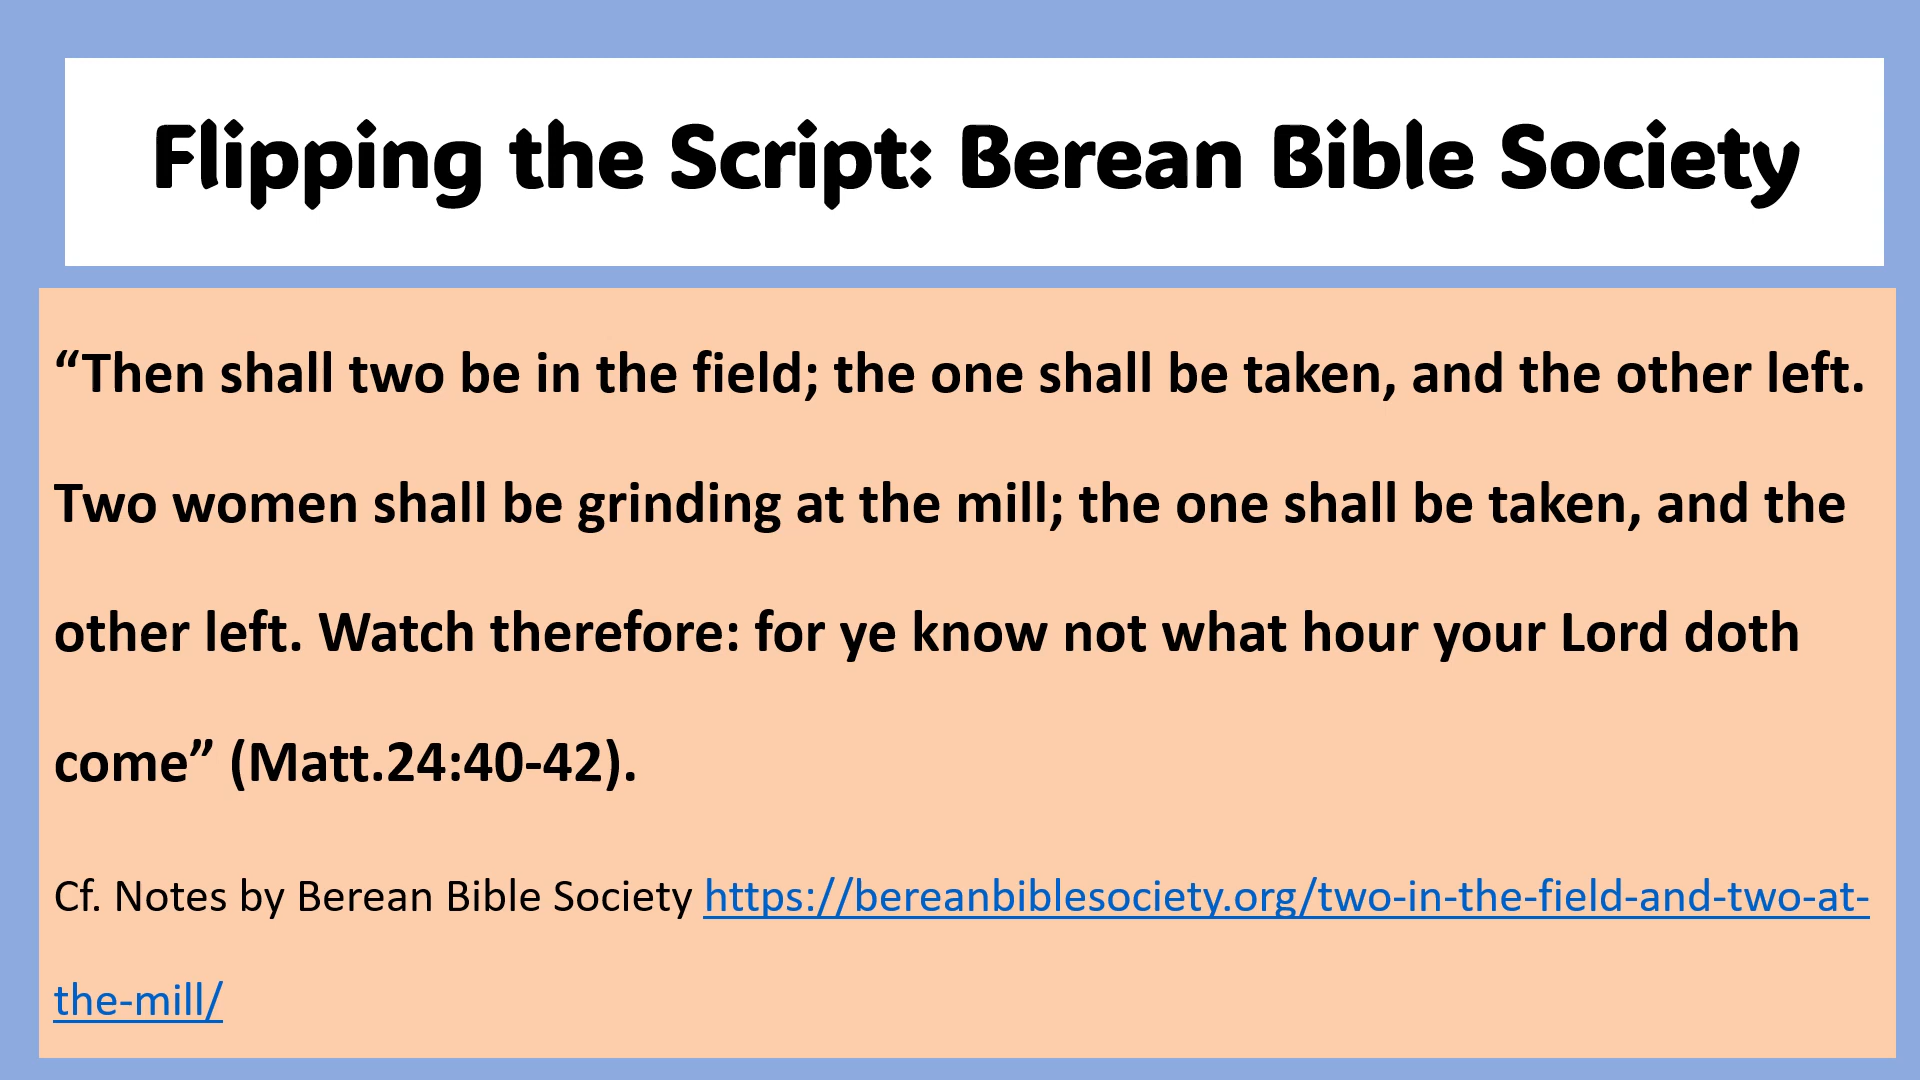 Flipping the Script: Berean Bible Society
“Then shall two be in the field; the one shall be taken, and the other left.
Two women shall be grinding at the mill; the one shall be taken, and the
other left. Watch therefore: for ye know not what hour your Lord doth
come” (Matt.24:40-42).
Cf. Notes by Berean Bible Society https://bereanbiblesociety.org/two-in-the-field-and-two-at-
the-mill/